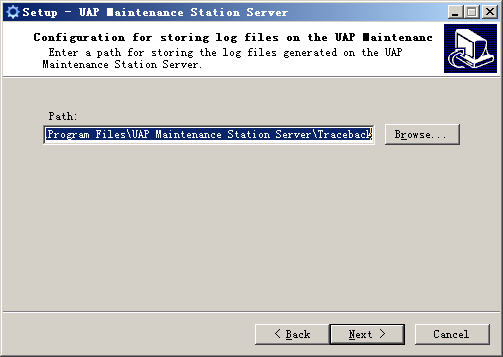 Setup - UAP Maintenance Station Server
Configuration for storing log files on the UAP Maintenanc
Enter a path for storing the log files generated on the UAP
Maintenance Station Server.
Path:
Program Files\UAP Maintenance Station Server\Traceback
Browse...
< Back
Next >
Cancel